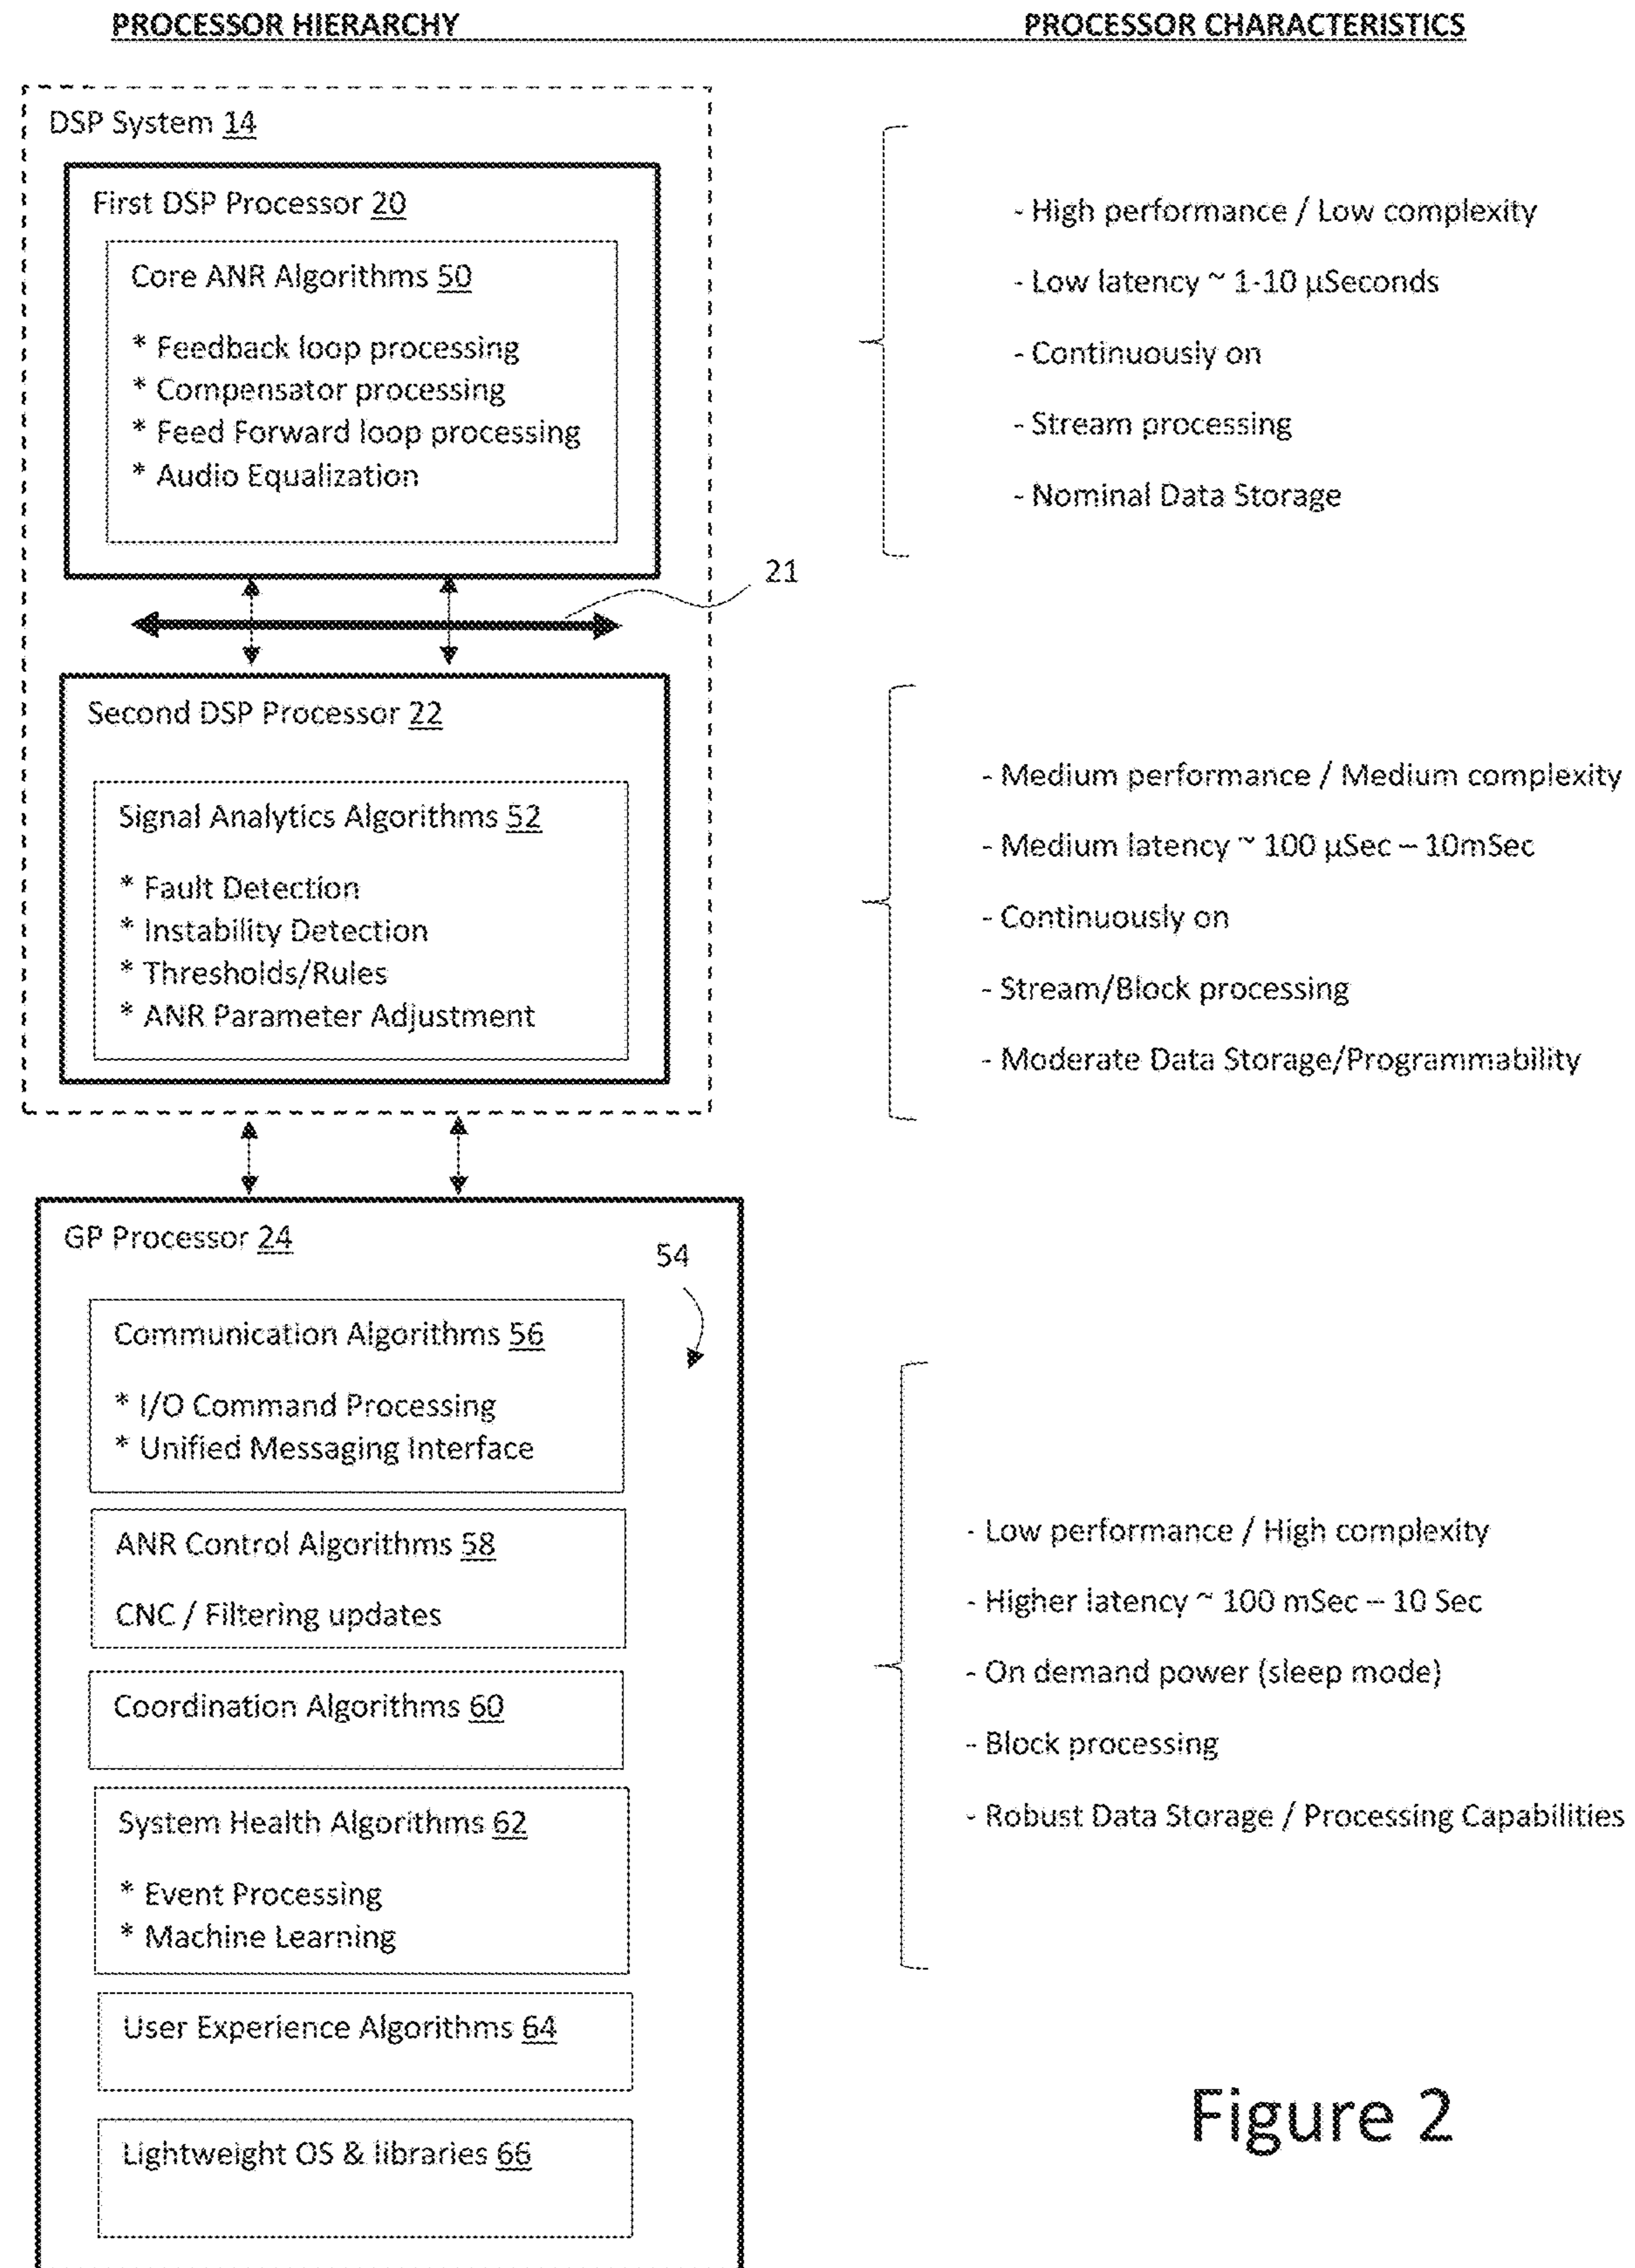 PROCESSOR HIERARCHY PROCESSOR CHARACTERISTICS
DSP System 14
First DSP Processor 20
Core ANR Algorithms 50
* Feedback loop processing
* Compensator processing
* Feed Forward loop processing
* Audio Equalization
- High performance / Low complexity
- Low latency ~ 1-10 µSeconds
- Continuously on
- Stream processing
- Nominal Data Storage
21
Second DSP Processor 22
Signal Analytics Algorithms 52
* Fault Detection
* Instability Detection
* Thresholds/Rules
* ANR Parameter Adjustment
- Medium performance / Medium complexity
- Medium latency ~ 100 µSec – 10mSec
- Continuously on
- Stream/Block processing
- Moderate Data Storage/Programmability
GP Processor 24
54
Communication Algorithms 56
* I/O Command Processing
* Unified Messaging Interface
ANR Control Algorithms 58
CNC / Filtering updates
Coordination Algorithms 60
System Health Algorithms 62
* Event Processing
* Machine Learning
User Experience Algorithms 64
Lightweight OS & libraries 66
- Low performance / High complexity
- Higher latency ~ 100 mSec – 10 Sec
- On demand power (sleep mode)
- Block processing
- Robust Data Storage / Processing Capabilities
Figure 2